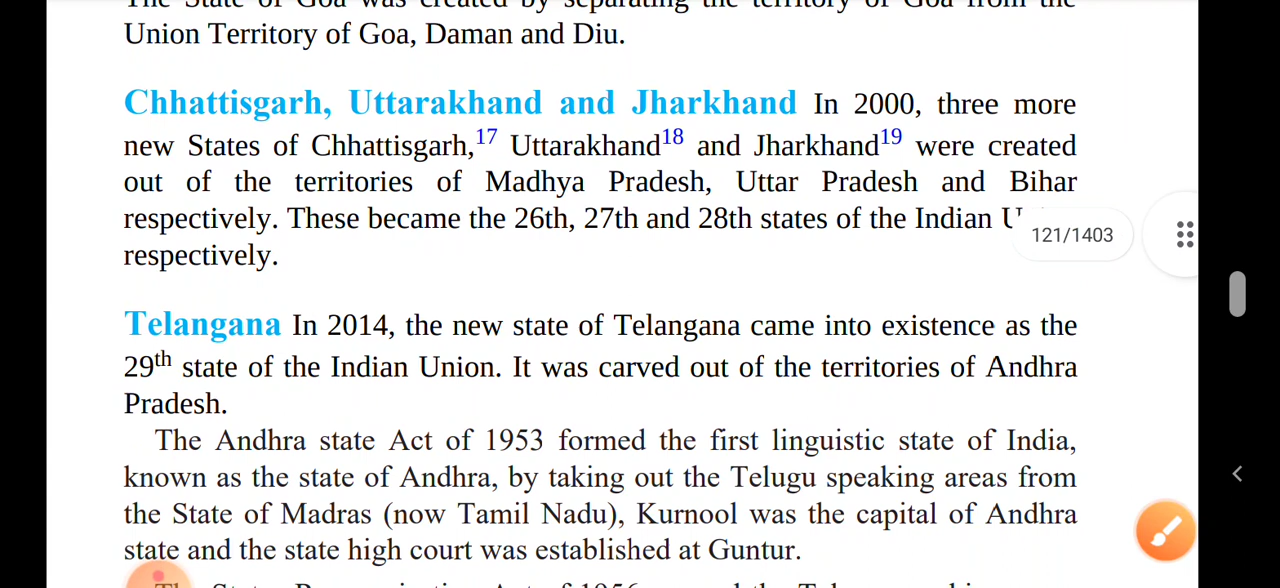 Union Territory of Goa, Daman and Diu.
Chhattisgarh, Uttarakhand and Jharkhand In 2000, three more
new States of Chhattisgarh,17 Uttarakhand18 and Jharkhand19 were created
out of the territories of Madhya Pradesh, Uttar Pradesh and Bihar
respectively. These became the 26th, 27th and 28th states of the Indian
121/1403
respectively.
Telangana In 2014, the new state of Telangana came into existence as the
29th state of the Indian Union. It was carved out of the territories of Andhra
Pradesh.
The Andhra state Act of 1953 formed the first linguistic state of India,
known as the state of Andhra, by taking out the Telugu speaking areas from
the State of Madras (now Tamil Nadu), Kurnool was the capital of Andhra
state and the state high court was established at Guntur.